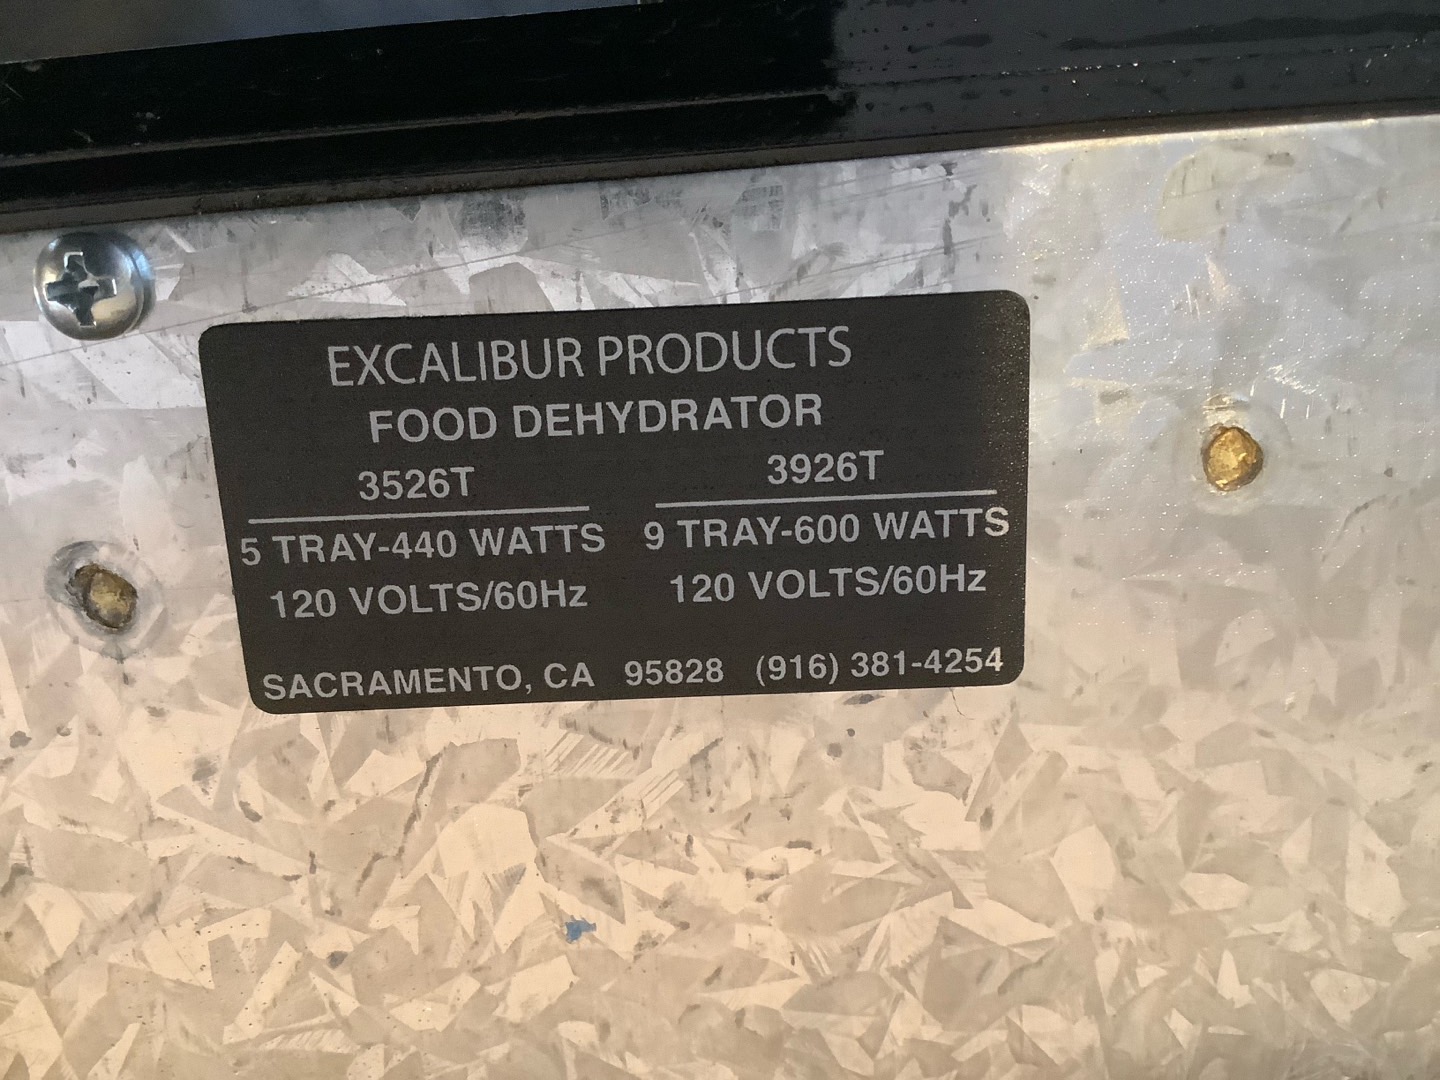 EXCALIBUR PRODUCTS
FOOD DEHYDRATOR
3526T 3926T
5 TRAY-440 WATTS 9 TRAY-600 WATTS
120 VOLTS/60Hz 120 VOLTS/60Hz
SACRAMENTO, CA 95828 (916) 381-4254